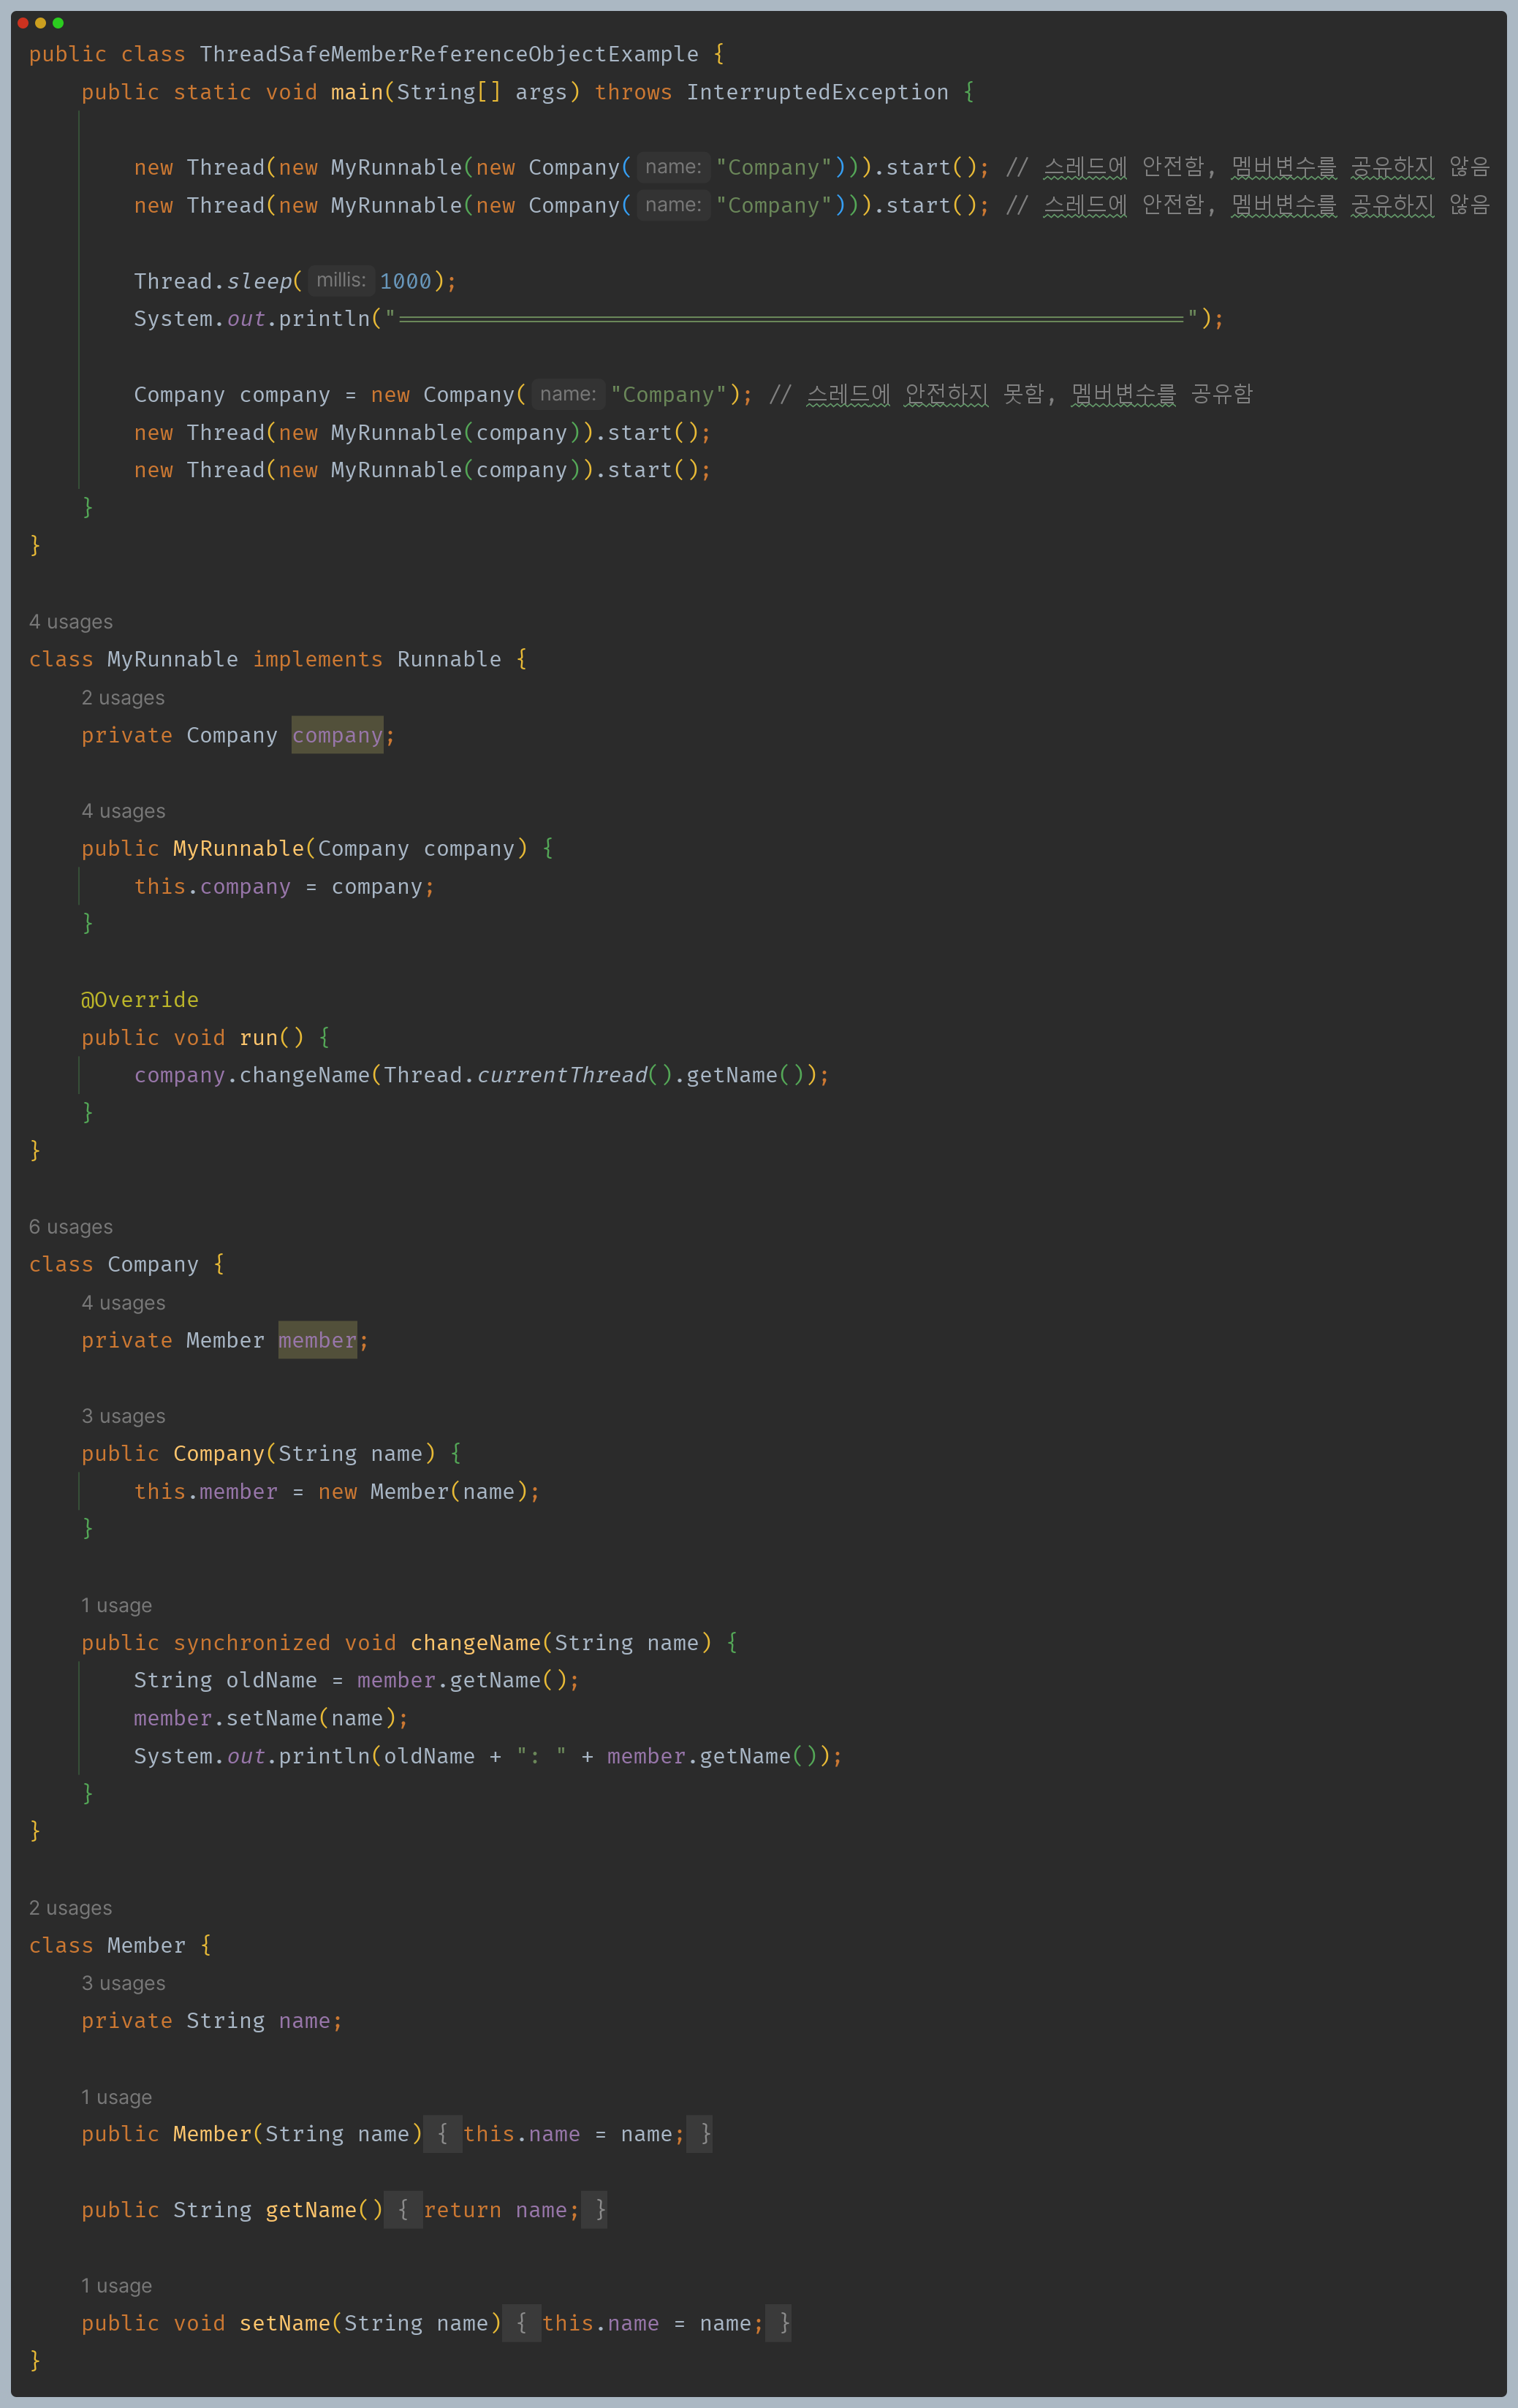 public class ThreadSafeMemberReferenceObjectExample {
public static void main(String[] args) throws InterruptedException {
new Thread(new MyRunnable(new Company( name: "Company"))).start(); // 스레드에 안전함, 멤버변수를 공유하지 않음
new Thread(new MyRunnable(new Company( name: "Company"))).start(); // 스레드에 안전함, 멤버변수를 공유하지 않음
Thread.sleep( millis: 1000);
System.out.println("============================================================");
Company company = new Company( name: "Company"); // 스레드에 안전하지 못함, 멤버변수를 공유함
new Thread(new MyRunnable(company)).start();
new Thread(new MyRunnable(company)).start();
}
}
4 usages
class MyRunnable implements Runnable {
2 usages
private Company company;
4 usages
public MyRunnable(Company company) {
this.company = company;
}
@Override
public void run() {
company.changeName(Thread.currentThread().getName());
}
}
6 usages
class Company {
4 usages
private Member member;
3 usages
public Company(String name) {
this.member = new Member(name);
}
1 usage
public synchronized void changeName(String name) {
String oldName = member.getName();
member.setName(name);
System.out.println(oldName + ": " + member.getName());
}
}
2 usages
class Member {
3 usages
private String name;
1 usage
public Member(String name) { this.name = name; }
public String getName() { return name; }
1 usage
public void setName(String name) { this.name = name; }
}